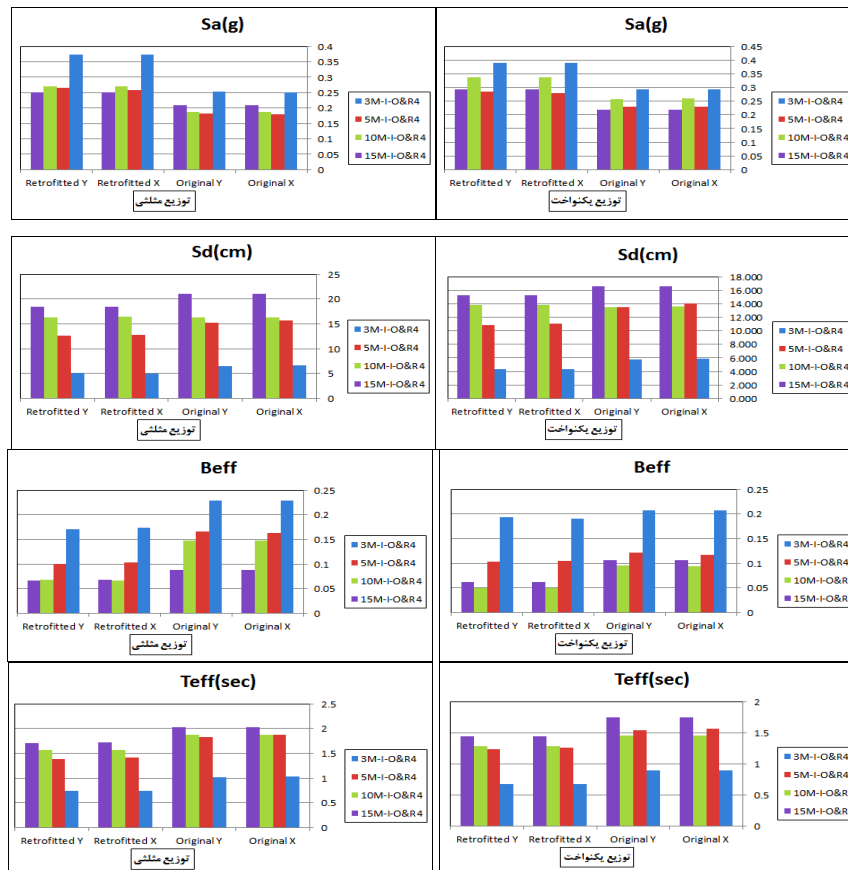 Sa(g)
0.4
0.35
0.3
0.25
0.2
0.15
0.1
0.05
0
3M-I-O&R4
5M-I-O&R4
10M-I-O&R4
15M-I-O&R4
Retrofitted Y Retrofitted X Original Y Original X
توزیع مثلثی
Sa(g)
0.45
0.4
0.35
0.3
0.25
0.2
0.15
0.1
0.05
0
3M-I-O&R4
5M-I-O&R4
10M-I-O&R4
15M-I-O&R4
Retrofitted Y Retrofitted X Original Y Original X
توزیع یکنواخت
Sd(cm)
25
20
15
10
5
0
3M-I-O&R4
5M-I-O&R4
10M-I-O&R4
15M-I-O&R4
Retrofitted Y Retrofitted X Original Y Original X
توزیع مثلثی
Sd(cm)
18.000
16.000
14.000
12.000
10.000
8.000
6.000
4.000
2.000
0.000
3M-I-O&R4
5M-I-O&R4
10M-I-O&R4
15M-I-O&R4
Retrofitted Y Retrofitted X Original Y Original X
توزیع یکنواخت
Beff
0.25
0.2
0.15
0.1
0.05
0
3M-I-O&R4
5M-I-O&R4
10M-I-O&R4
15M-I-O&R4
Retrofitted Y Retrofitted X Original Y Original X
توزیع مثلثی
Beff
0.25
0.2
0.15
0.1
0.05
0
3M-I-O&R4
5M-I-O&R4
10M-I-O&R4
15M-I-O&R4
Retrofitted Y Retrofitted X Original Y Original X
توزیع یکنواخت
Teff(sec)
2.5
2
1.5
1
0.5
0
3M-I-O&R4
5M-I-O&R4
10M-I-O&R4
15M-I-O&R4
Retrofitted Y Retrofitted X Original Y Original X
توزیع مثلثی
Teff(sec)
2
1.5
1
0.5
0
3M-I-O&R4
5M-I-O&R4
10M-I-O&R4
15M-I-O&R4
Retrofitted Y Retrofitted X Original Y Original X
توزیع یکنواخت